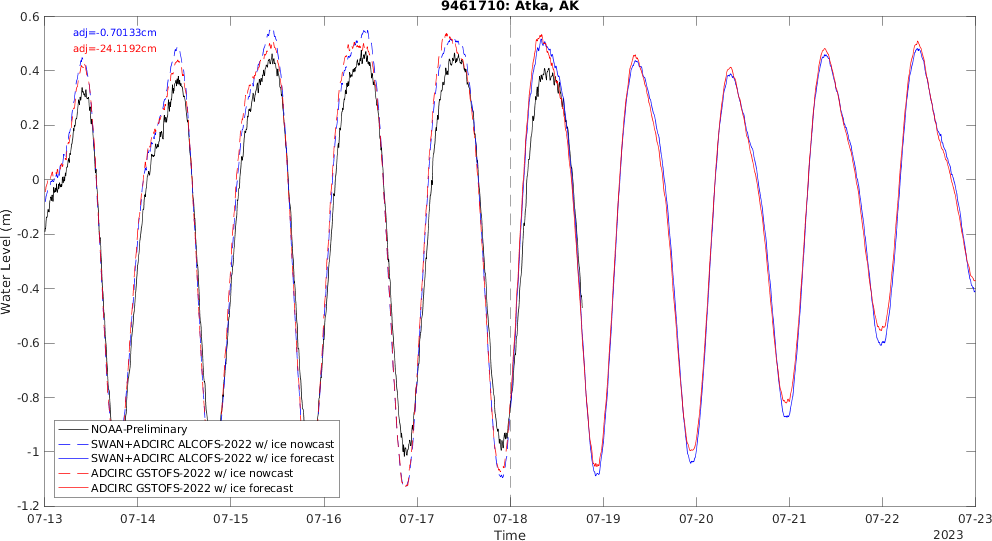 9461710: Atka, AK
adj=-0.70133cm
adj=-24.1192cm
0.6
0.4
0.2
0
-0.2
-0.4
-0.6
-0.8
-1
-1.2
Water Level (m)
NOAA-Preliminary
SWAN+ADCIRC ALCOFS-2022 w/ ice nowcast
SWAN+ADCIRC ALCOFS-2022 w/ ice forecast
ADCIRC GSTOFS-2022 w/ ice nowcast
ADCIRC GSTOFS-2022 w/ ice forecast
07-13 07-14 07-15 07-16 07-17 07-18 07-19 07-20 07-21 07-22 07-23
Time
2023